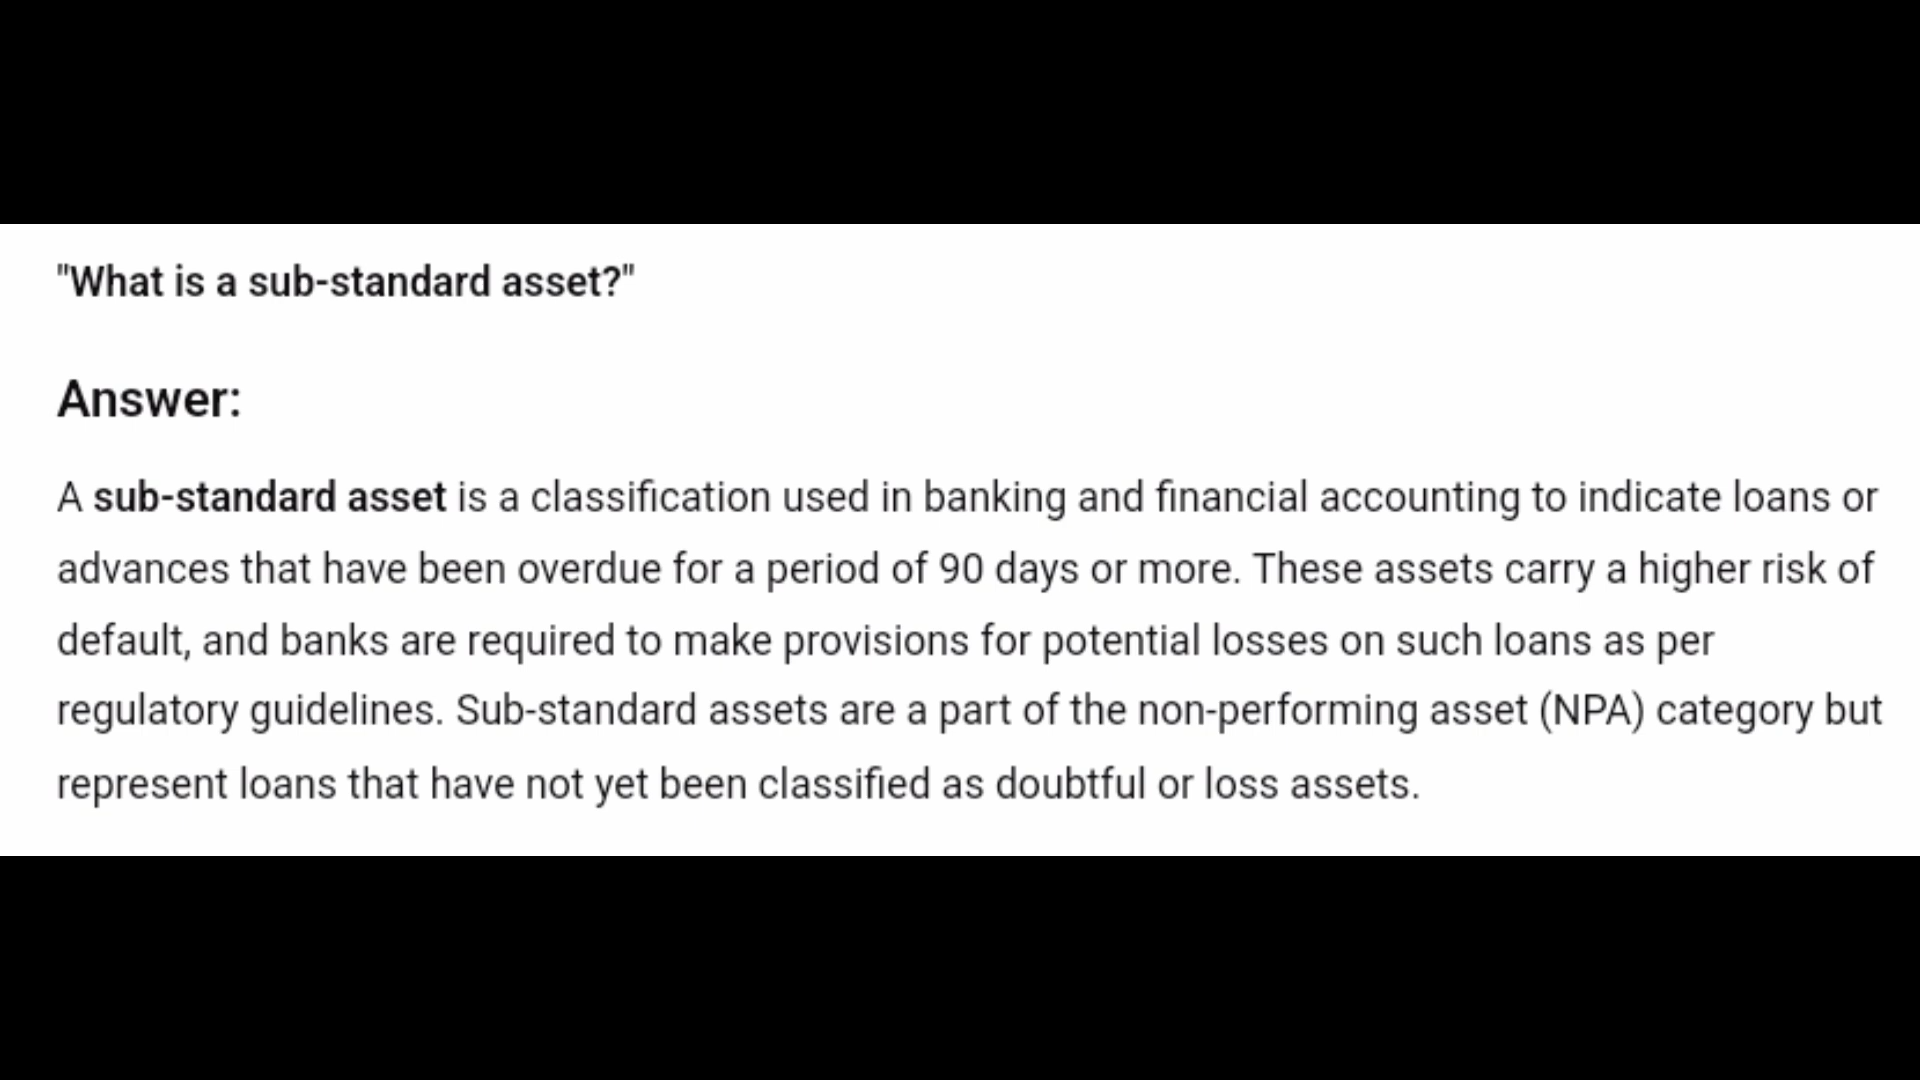 "What is a sub-standard asset?"
Answer:
A sub-standard asset is a classification used in banking and financial accounting to indicate loans or
advances that have been overdue for a period of 90 days or more. These assets carry a higher risk of
default, and banks are required to make provisions for potential losses on such loans as per
regulatory guidelines. Sub-standard assets are a part of the non-performing asset (NPA) category but
represent loans that have not yet been classified as doubtful or loss assets.